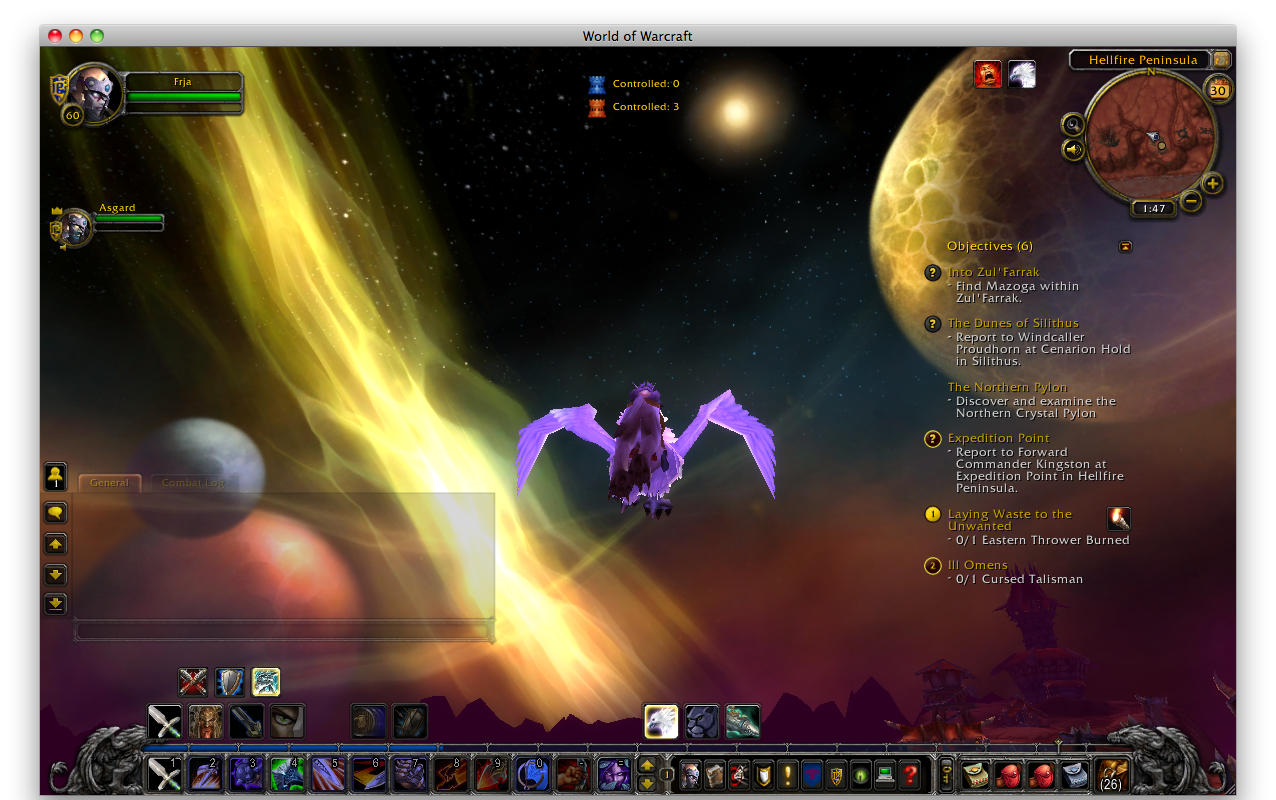 World of Warcraft
Frja
60
Controlled: 0
Controlled: 3
Hellfire Peninsula
N
30
1:47
Asgard
Objectives (6)
Into Zul'Farrak
- Find Mazoga within
Zul'Farrak.
The Dunes of Silithus
- Report to Windcaller
Proudhorn at Cenarion Hold
in Silithus.
The Northern Pylon
- Discover and examine the
Northern Crystal Pylon
Expedition Point
- Report to Forward
Commander Kingston at
Expedition Point in Hellfire
Peninsula.
1 Laying Waste to the
Unwanted
- 0/1 Eastern Thrower Burned
2 Ill Omens
- 0/1 Cursed Talisman
General Combat Log
1 2 3 4 5 6 7 8 9 0 - =
1
(26)